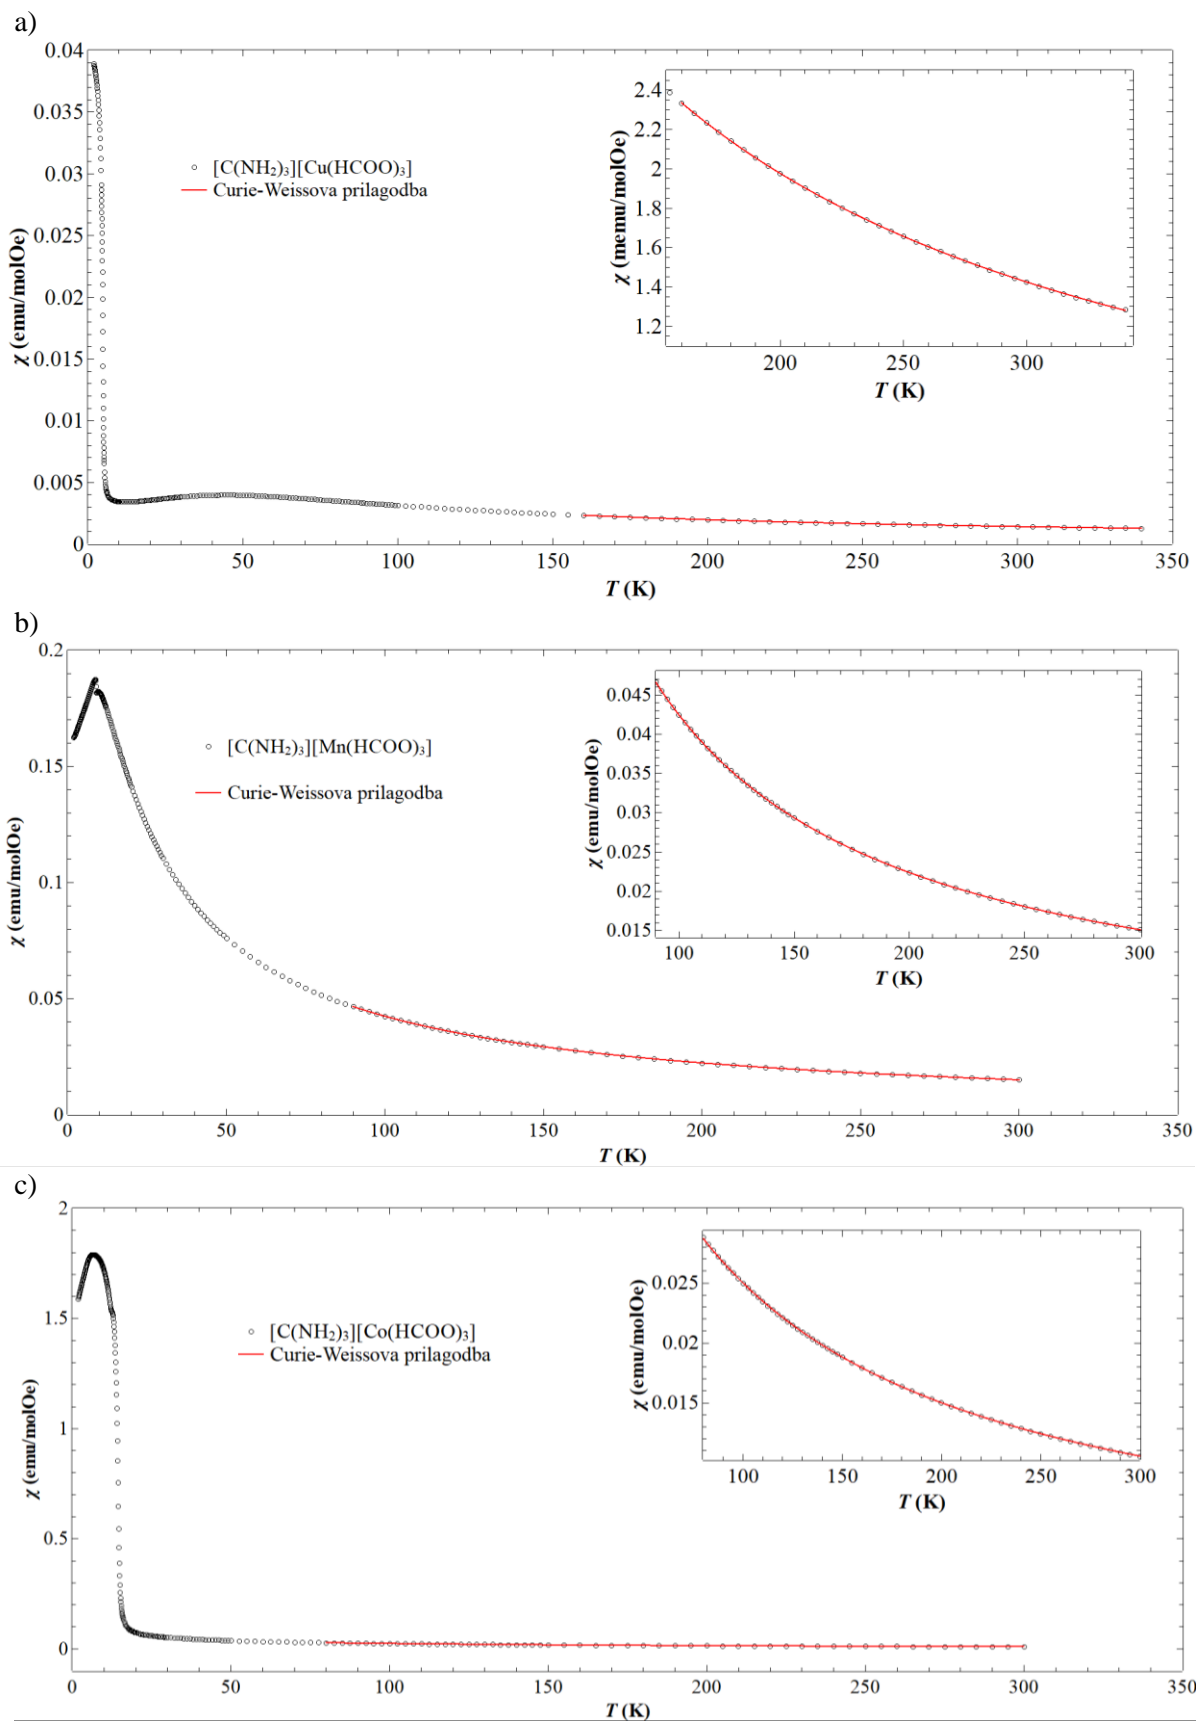 a)
0.04
0.035
0.03
0.025
0.02
0.015
0.01
0.005
0
χ (emu/molOe)
[C(NH₂)₃][Cu(HCOO)₃]
Curie-Weissova prilagodba
2.4
2.2
2
1.8
1.6
1.4
1.2
χ (memu/molOe)
200 250 300
T (K)
0 50 100 150 200 250 300 350
T (K)
b)
0.2
0.15
0.1
0.05
0
χ (emu/molOe)
[C(NH₂)₃][Mn(HCOO)₃]
Curie-Weissova prilagodba
0.045
0.04
0.035
0.03
0.025
0.02
0.015
χ (emu/molOe)
100 150 200 250 300
T (K)
0 50 100 150 200 250 300 350
T (K)
c)
2
1.5
1
0.5
0
χ (emu/molOe)
[C(NH₂)₃][Co(HCOO)₃]
Curie-Weissova prilagodba
0.025
0.02
0.015
χ (emu/molOe)
100 150 200 250 300
T (K)
0 50 100 150 200 250 300 350
T (K)